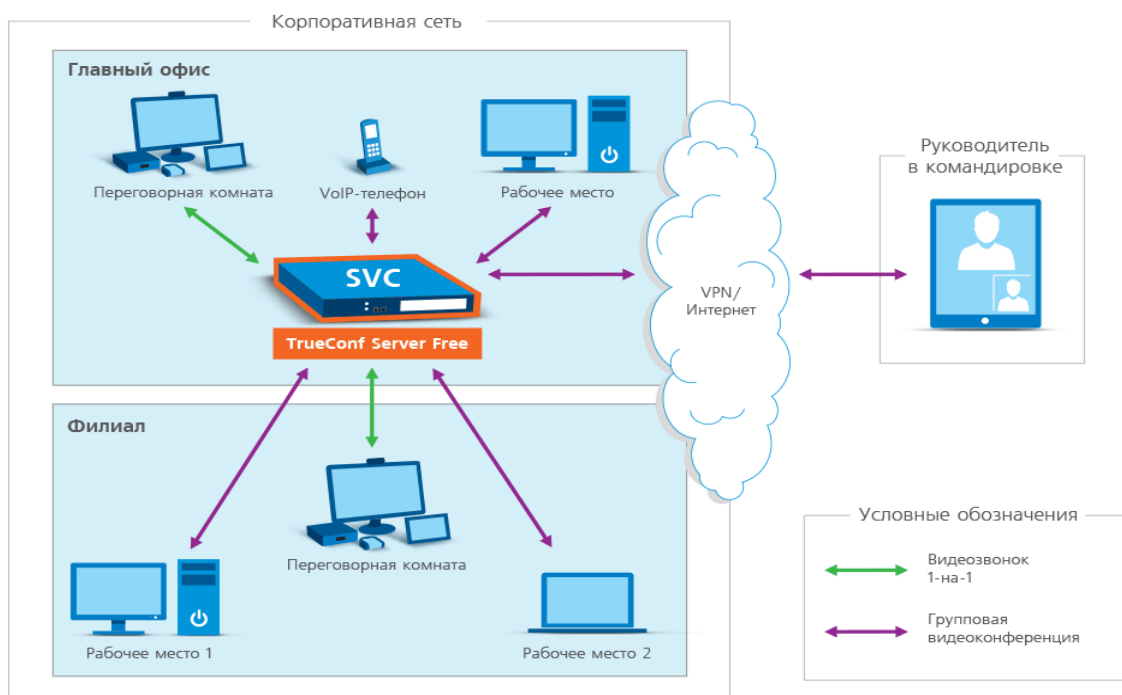 Корпоративная сеть
Главный офис
Переговорная комната
VoIP-телефон
Рабочее место
SVC
TrueConf Server Free
VPN/
Интернет
Руководитель
в командировке
Филиал
Переговорная комната
Рабочее место 1
Рабочее место 2
Условные обозначения
Видеозвонок
1-на-1
Групповая
видеоконференция